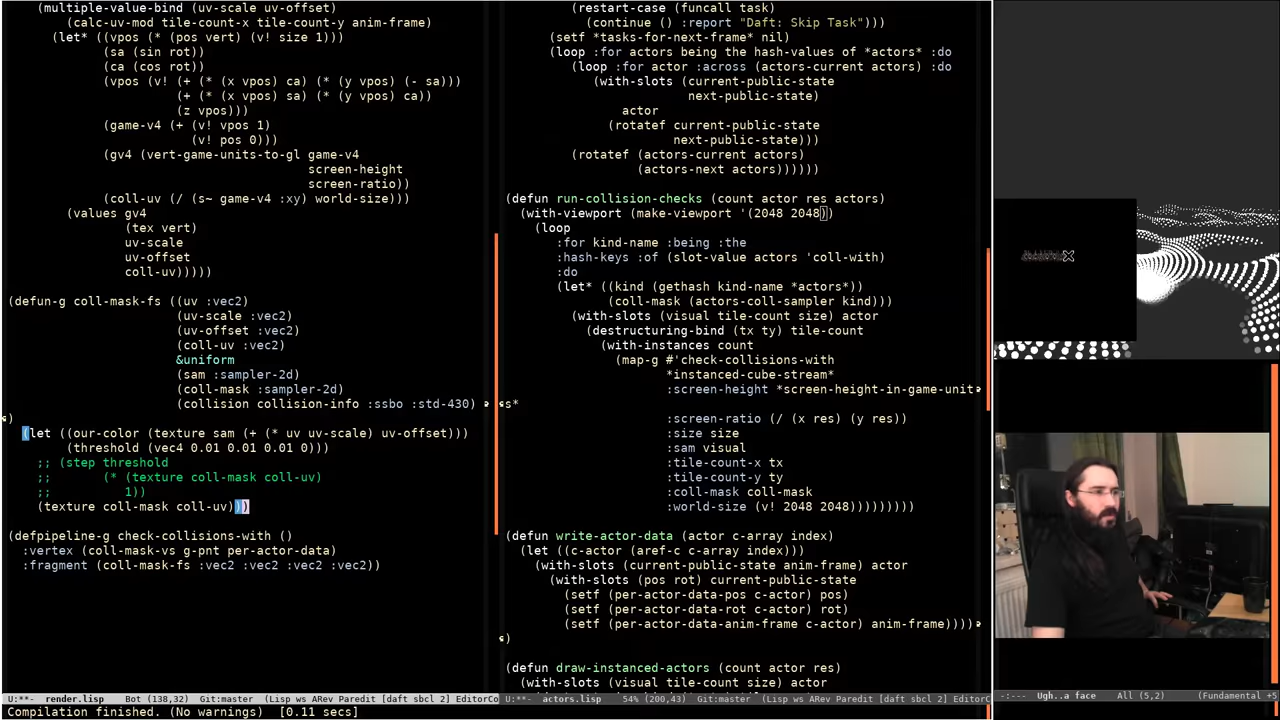 (multiple-value-bind (uv-scale uv-offset)
(calc-uv-mod tile-count-x tile-count-y anim-frame)
(let* ((vpos (* (pos vert) (v! size 1)))
(sa (sin rot))
(ca (cos rot))
(vpos (v! (+ (* (x vpos) ca) (* (y vpos) (- sa)))
(+ (* (x vpos) sa) (* (y vpos) ca))
(z vpos)))
(game-v4 (+ (v! vpos 1)
(v! pos 0)))
(gv4 (vert-game-units-to-gl game-v4
screen-height
screen-ratio))
(coll-uv (/ (s~ game-v4 :xy) world-size)))
(values gv4
(tex vert)
uv-scale
uv-offset
coll-uv)))))
(defun-g coll-mask-fs ((uv :vec2)
(uv-scale :vec2)
(uv-offset :vec2)
(coll-uv :vec2)
&uniform
(sam :sampler-2d)
(coll-mask :sampler-2d)
(collision collision-info :ssbo :std-430)
)
(let ((our-color (texture sam (+ (* uv uv-scale) uv-offset)))
(threshold (vec4 0.01 0.01 0.01 0)))
;; (step threshold
;; (* (texture coll-mask coll-uv)
;; 1))
(texture coll-mask coll-uv)))
(defpipeline-g check-collisions-with ()
:vertex (coll-mask-vs g-pnt per-actor-data)
:fragment (coll-mask-fs :vec2 :vec2 :vec2 :vec2))
U:**- render.lisp Bot (138,32) Git:master (Lisp ws ARev Paredit [daft sbcl 2] EditorCo
Compilation finished. (No warnings) [0.11 secs]
restart-case (funcall task)
(continue () :report "Daft: Skip Task")))
(setf *tasks-for-next-frame* nil)
(loop :for actors being the hash-values of *actors* :do
(loop :for actor :across (actors-current actors) :do
(with-slots (current-public-state
next-public-state)
actor
(rotatef current-public-state
next-public-state)))
(rotatef (actors-current actors)
(actors-next actors))))))
(defun run-collision-checks (count actor res actors)
(with-viewport (make-viewport '(2048 2048))
(loop
:for kind-name :being :the
:hash-keys :of (slot-value actors 'coll-with)
:do
(let* ((kind (gethash kind-name *actors*))
(coll-mask (actors-coll-sampler kind)))
(with-slots (visual tile-count size) actor
(destructuring-bind (tx ty) tile-count
(with-instances count
(map-g #'check-collisions-with
*instanced-cube-stream*
:screen-height *screen-height-in-game-unit
s*
:screen-ratio (/ (x res) (y res))
:size size
:sam visual
:tile-count-x tx
:tile-count-y ty
:coll-mask coll-mask
:world-size (v! 2048 2048)))))))))
(defun write-actor-data (actor c-array index)
(let ((c-actor (aref-c c-array index)))
(with-slots (current-public-state anim-frame) actor
(with-slots (pos rot) current-public-state
(setf (per-actor-data-pos c-actor) pos)
(setf (per-actor-data-rot c-actor) rot)
(setf (per-actor-data-anim-frame c-actor) anim-frame))))
)
(defun draw-instanced-actors (count actor res)
(with-slots (visual tile-count size) actor
U:**- actors.lisp 54% (200,43) Git:master (Lisp ws ARev Paredit [daft sbcl 2] EditorC
-:--- Ugh..a face All (5,2) (Fundamental +5